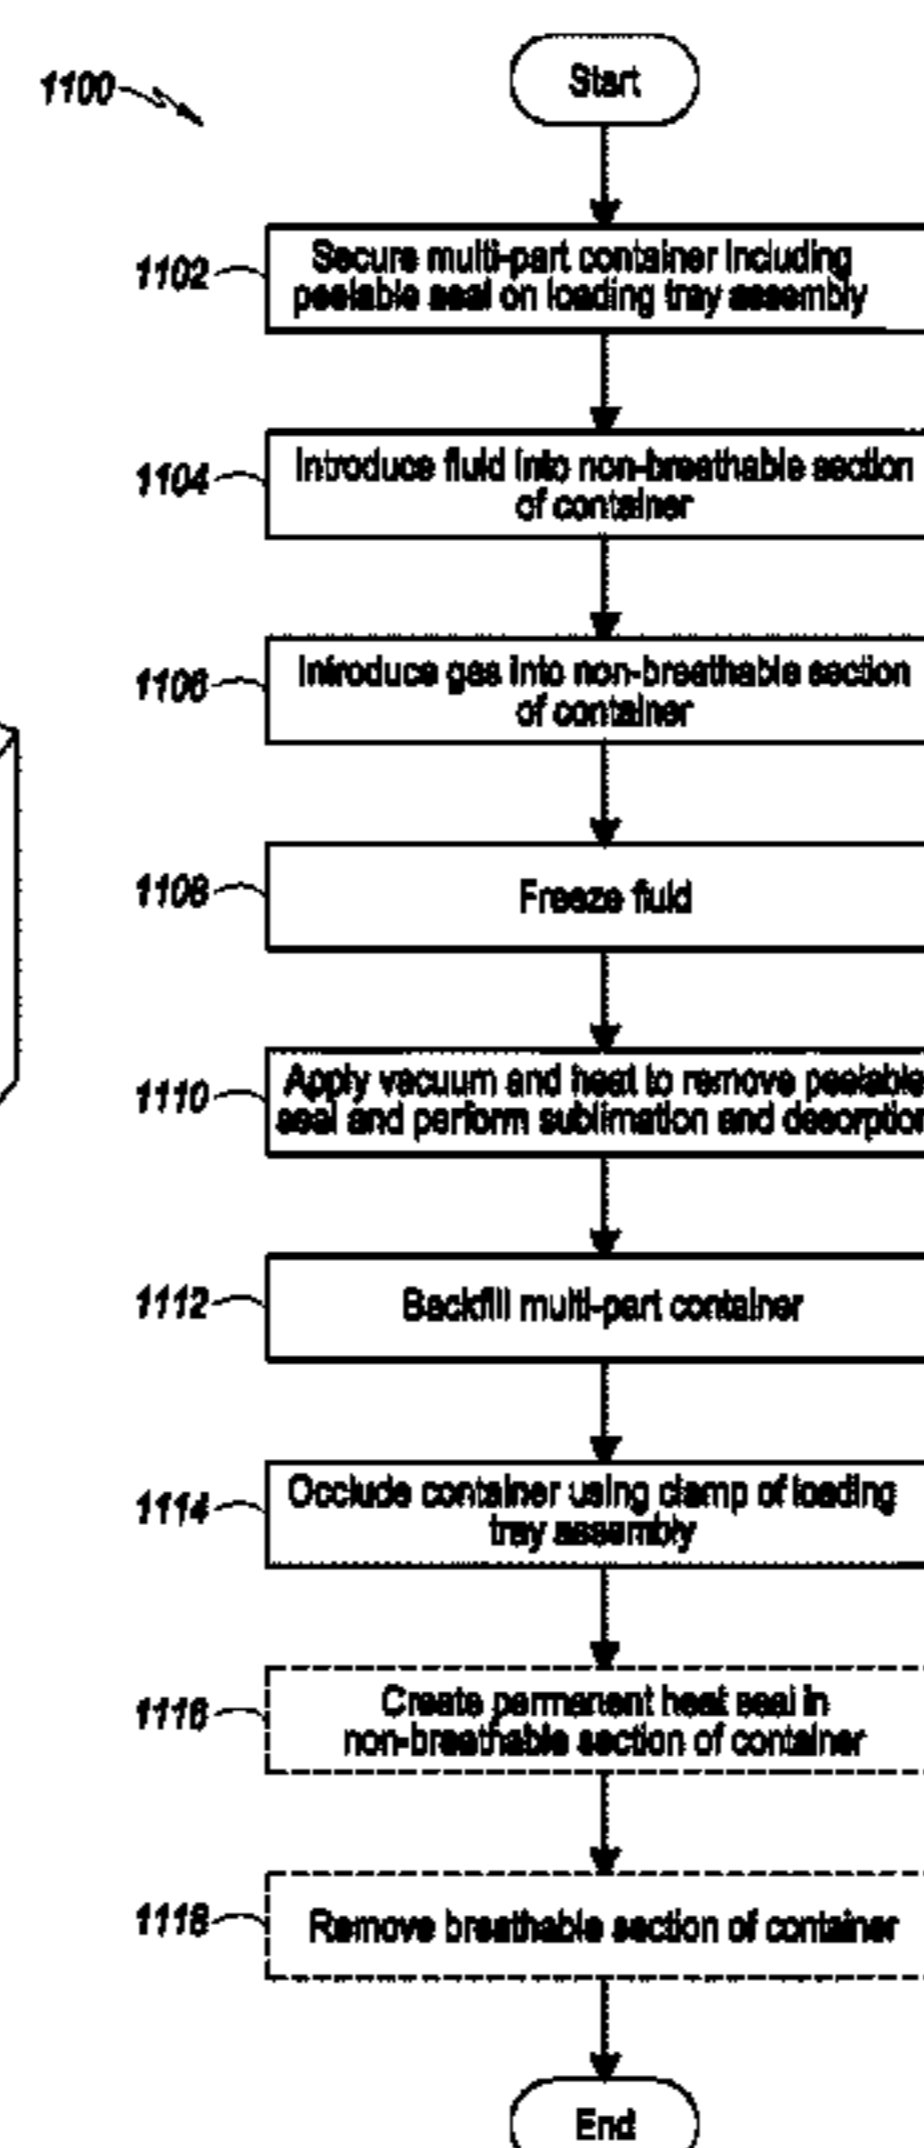 1100
Start
1102
Secure multi-part container including
peelable seal on loading tray assembly
1104
Introduce fluid into non-breathable section
of container
1106
Introduce gas into non-breathable section
of container
1108
Freeze fluid
1110
Apply vacuum and heat to remove peelable
seal and perform sublimation and desorption
1112
Backfill multi-part container
1114
Occlude container using clamp of loading
tray assembly
1116
Create permanent heat seal in
non-breathable section of container
1118
Remove breathable section of container
End